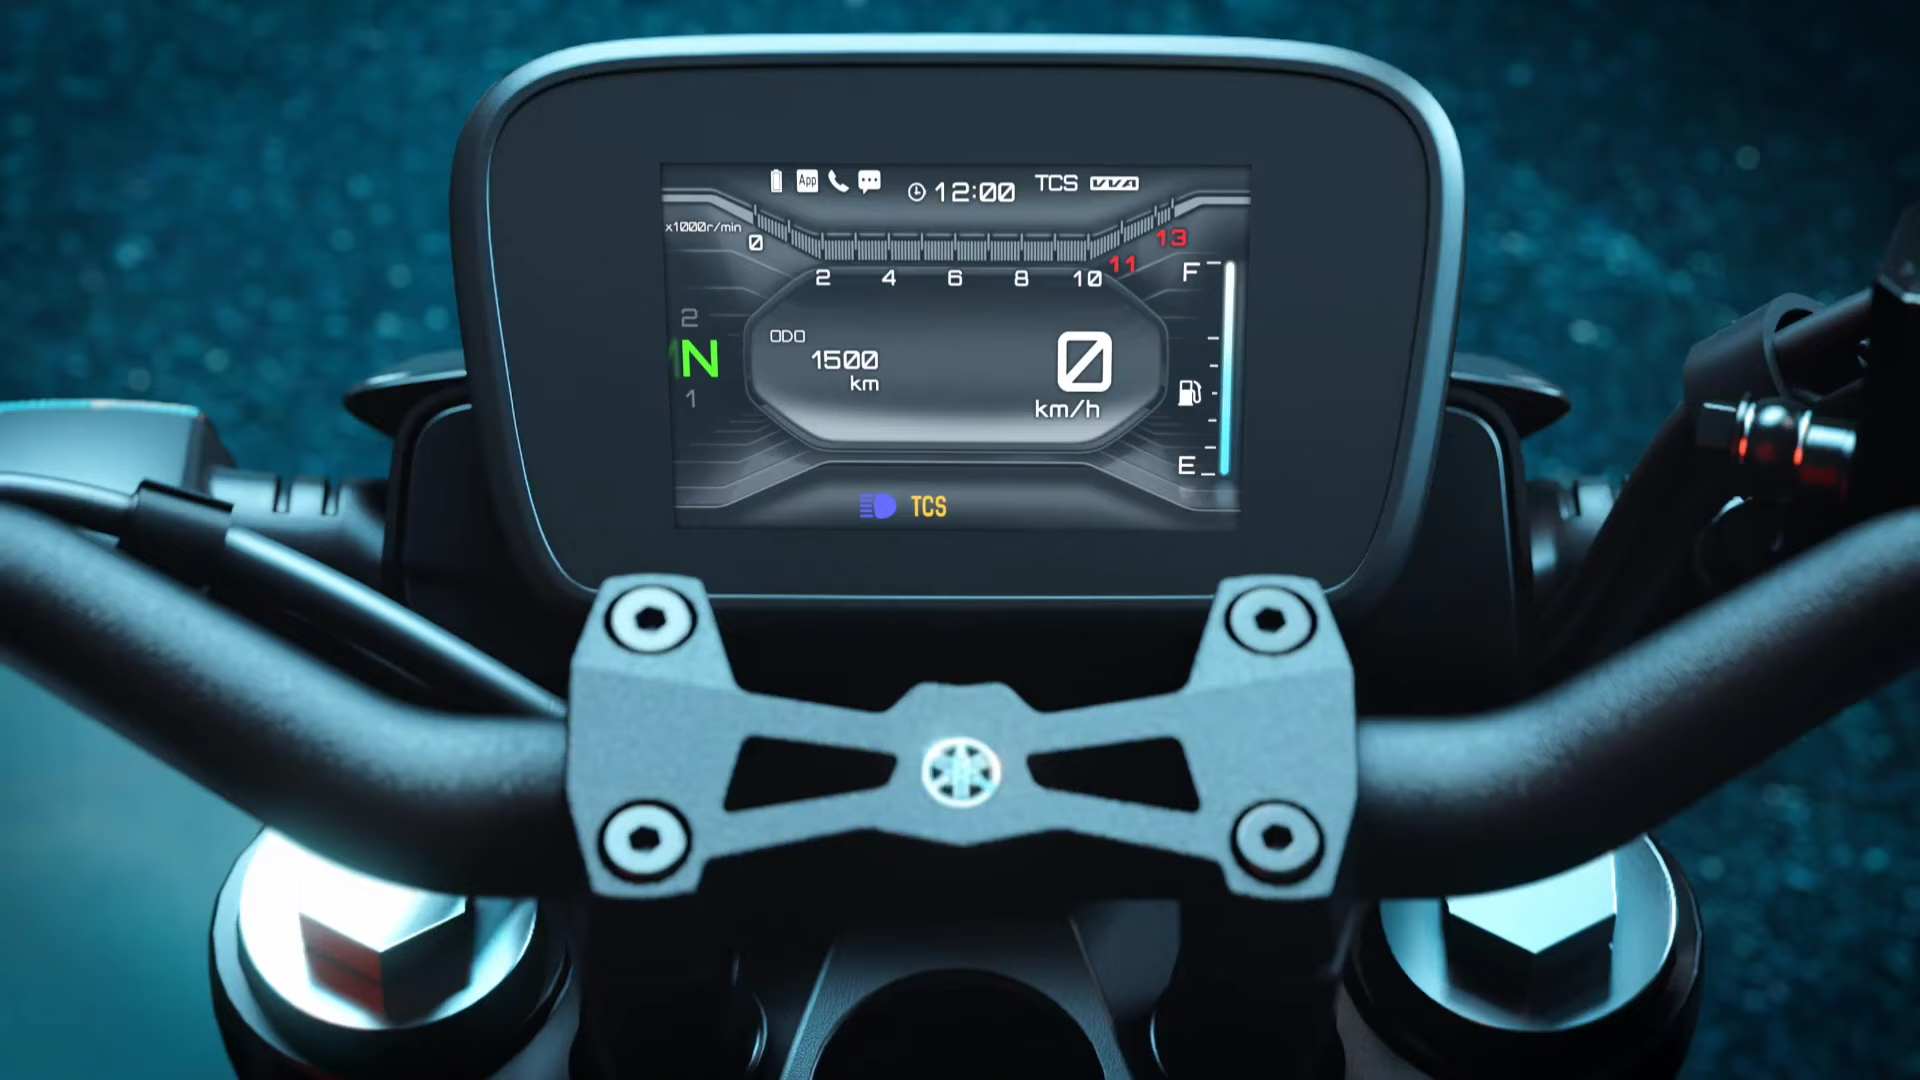 App 12:00 TCS VVA
x1000r/min
0 2 4 6 8 10 11 13
F
2
N
1
ODO
1500
km
0
km/h
E
TCS